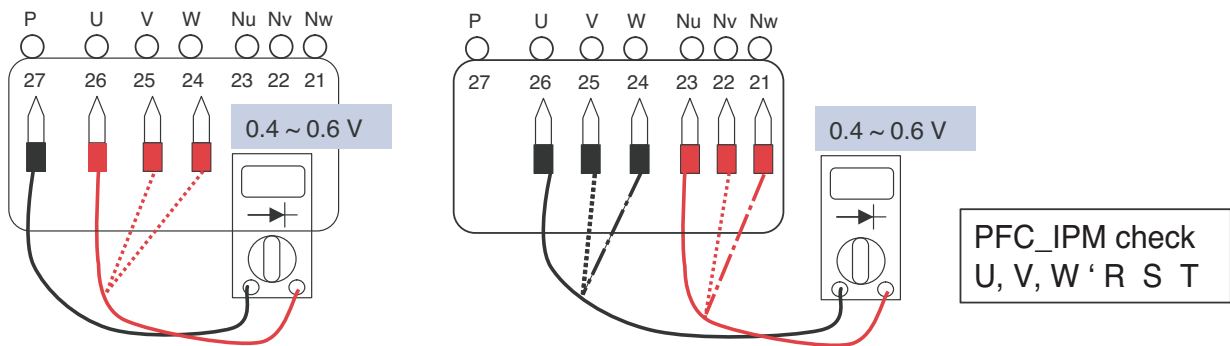 P U V W Nu Nv Nw
27 26 25 24 23 22 21
0.4 ~ 0.6 V
P U V W Nu Nv Nw
27 26 25 24 23 22 21
0.4 ~ 0.6 V
PFC_IPM check
U, V, W ‘ R S T